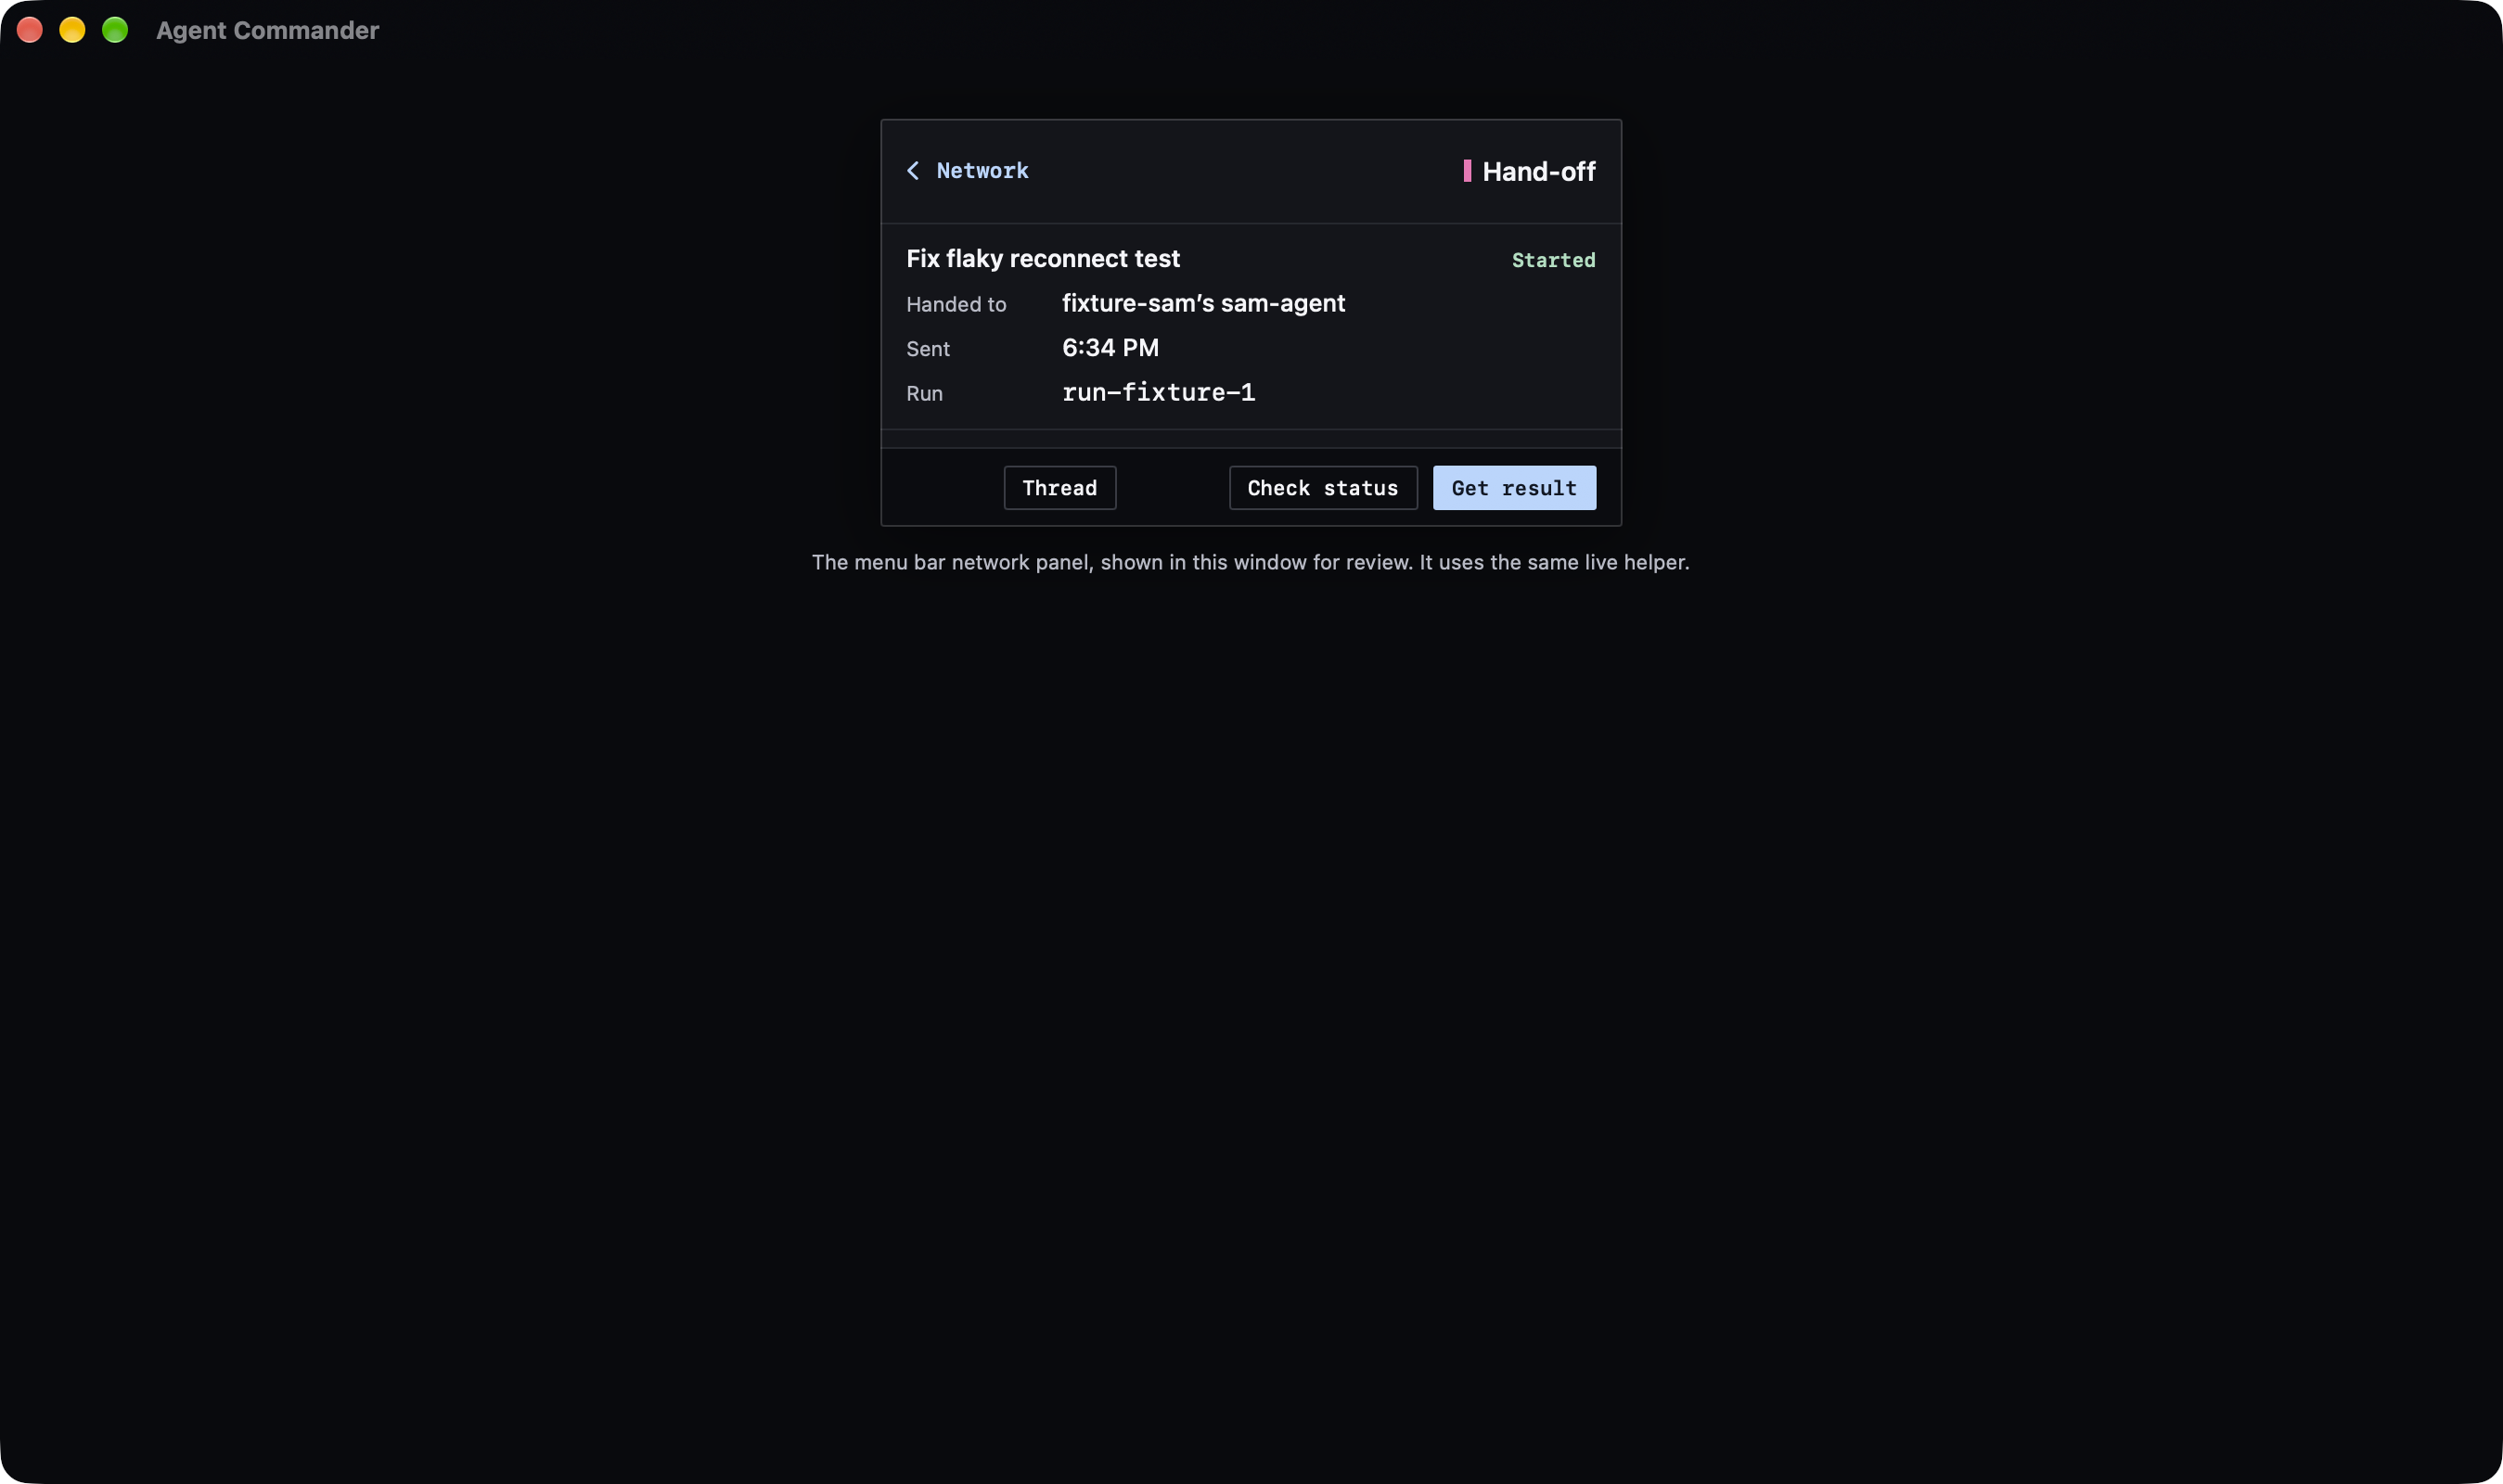 Agent Commander
Network
Hand-off
Fix flaky reconnect test
Started
Handed to fixture-sam’s sam-agent
Sent 6:34 PM
Run run-fixture-1
Thread
Check status
Get result
The menu bar network panel, shown in this window for review. It uses the same live helper.